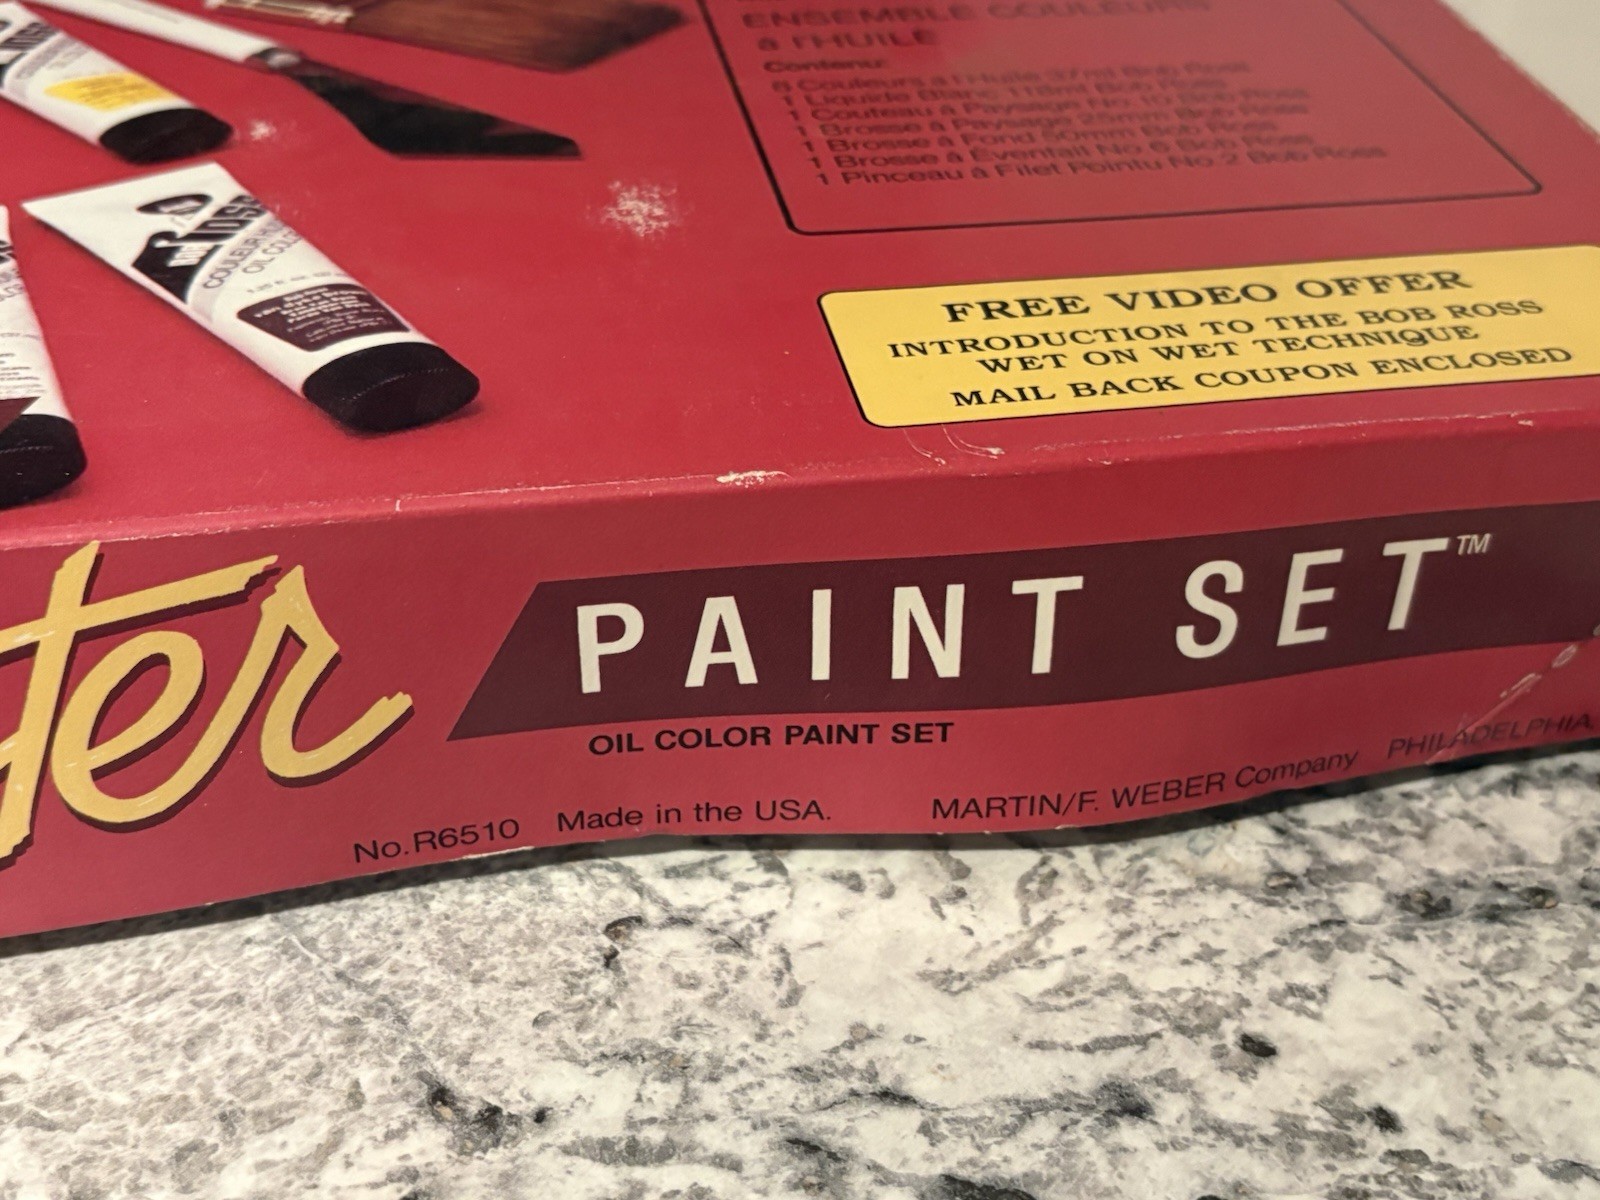 ENSEMBLE COULEURS
à l'HUILE
Contenu:
8 Couleurs à l'Huile 37ml Bob Ross
1 Liquide Blanc 118ml Bob Ross
1 Couteau à Paysage No. 10 Bob Ross
1 Brosse à Paysage 25mm Bob Ross
1 Brosse à Fond 50mm Bob Ross
1 Brosse à Éventail No 6 Bob Ross
1 Pinceau à Filet Pointu No 2 Bob Ross
Ross
OIL COLOR
FREE VIDEO OFFER
INTRODUCTION TO THE BOB ROSS
WET ON WET TECHNIQUE
MAIL BACK COUPON ENCLOSED
ter PAINT SET™
OIL COLOR PAINT SET
No.R6510 Made in the USA. MARTIN/F. WEBER Company PHILADELPHIA,